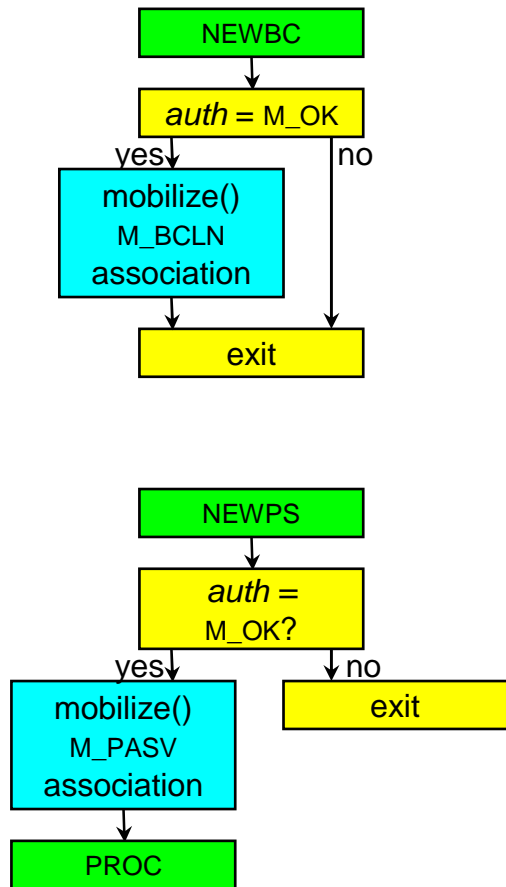 NEWBC
auth = M_OK
yes
no
mobilize()
M_BCLN
association
exit
NEWPS
auth =
M_OK?
yes
no
mobilize()
M_PASV
association
exit
PROC